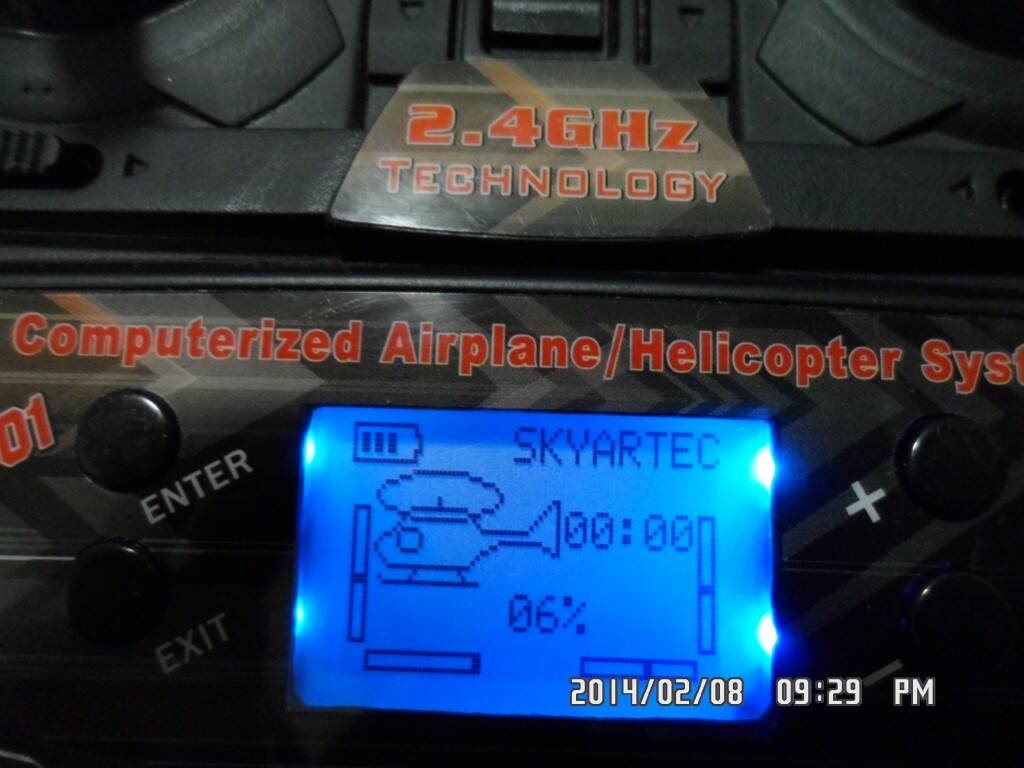 2.4GHz
TECHNOLOGY
Computerized Airplane/Helicopter Syst
01
ENTER
EXIT
+
−
SKYARTEC
00:00
06%
2014/02/08 09:29 PM